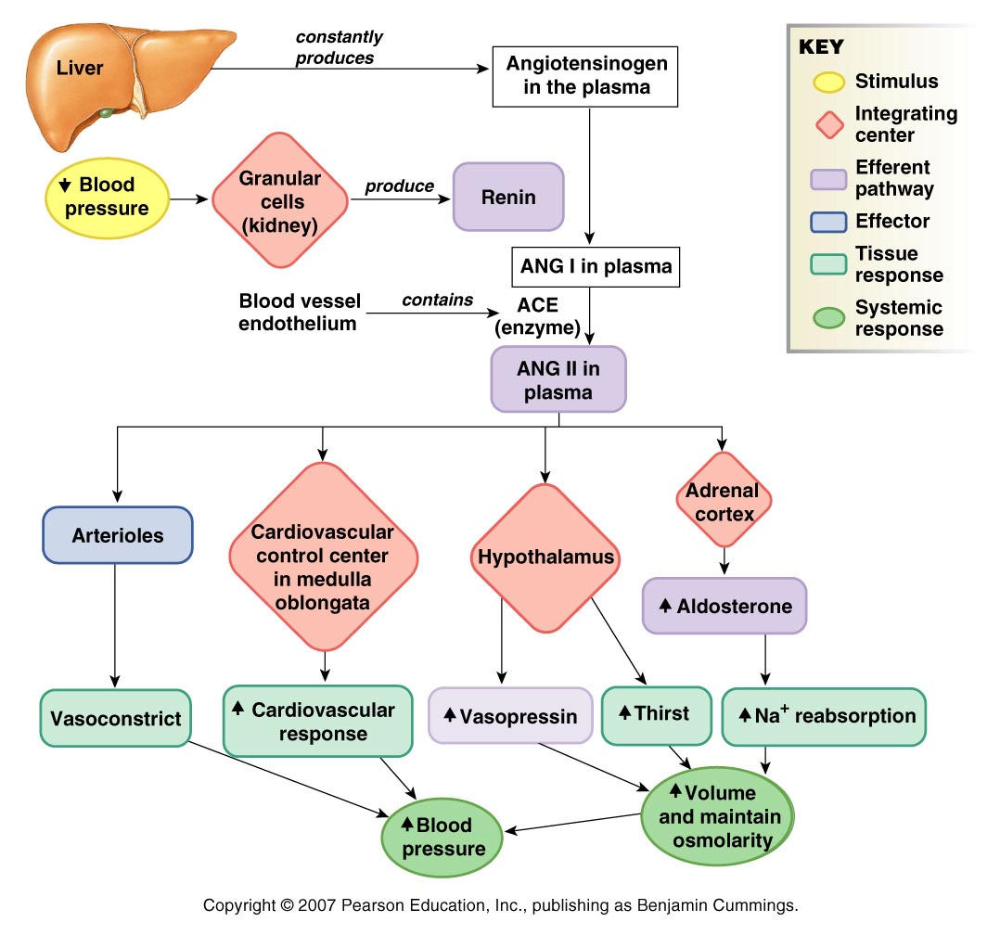 Liver
constantly
produces
Angiotensinogen
in the plasma
KEY
Stimulus
Integrating
center
Efferent
pathway
Effector
Tissue
response
Systemic
response
Blood
pressure
Granular
cells
(kidney)
produce
Renin
ANG I in plasma
Blood vessel
endothelium
contains
ACE
(enzyme)
ANG II in
plasma
Arterioles
Cardiovascular
control center
in medulla
oblongata
Hypothalamus
Adrenal
cortex
Aldosterone
Vasoconstrict
Cardiovascular
response
Vasopressin
Thirst
Na⁺ reabsorption
Blood
pressure
Volume
and maintain
osmolarity
Copyright © 2007 Pearson Education, Inc., publishing as Benjamin Cummings.